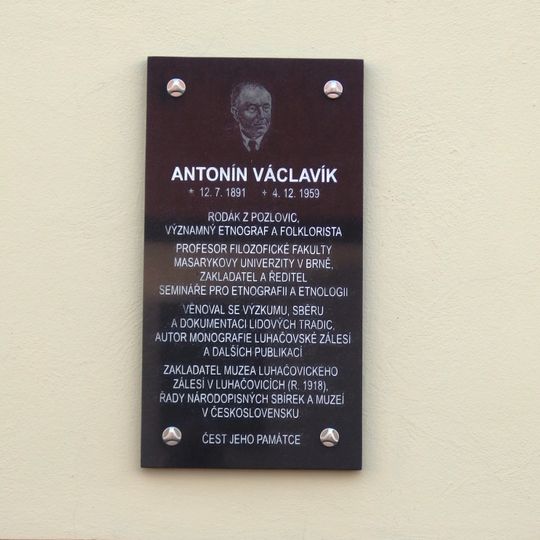 ANTONÍN VÁCLAVÍK
* 12. 7. 1891 + 4. 12. 1959
RODÁK Z POZLOVIC,
VÝZNAMNÝ ETNOGRAF A FOLKLORISTA
PROFESOR FILOZOFICKÉ FAKULTY
MASARYKOVY UNIVERZITY V BRNĚ,
ZAKLADATEL A ŘEDITEL
SEMINÁŘE PRO ETNOGRAFII A ETNOLOGII
VĚNOVAL SE VÝZKUMU, SBĚRU
A DOKUMENTACI LIDOVÝCH TRADIC,
AUTOR MONOGRAFIE LUHAČOVSKÉ ZÁLESÍ
A DALŠÍCH PUBLIKACÍ
ZAKLADATEL MUZEA LUHAČOVICKÉHO
ZÁLESÍ V LUHAČOVICÍCH (R. 1918),
ŘADY NÁRODOPISNÝCH SBÍREK A MUZEÍ
V ČESKOSLOVENSKU
ČEST JEHO PAMÁTCE